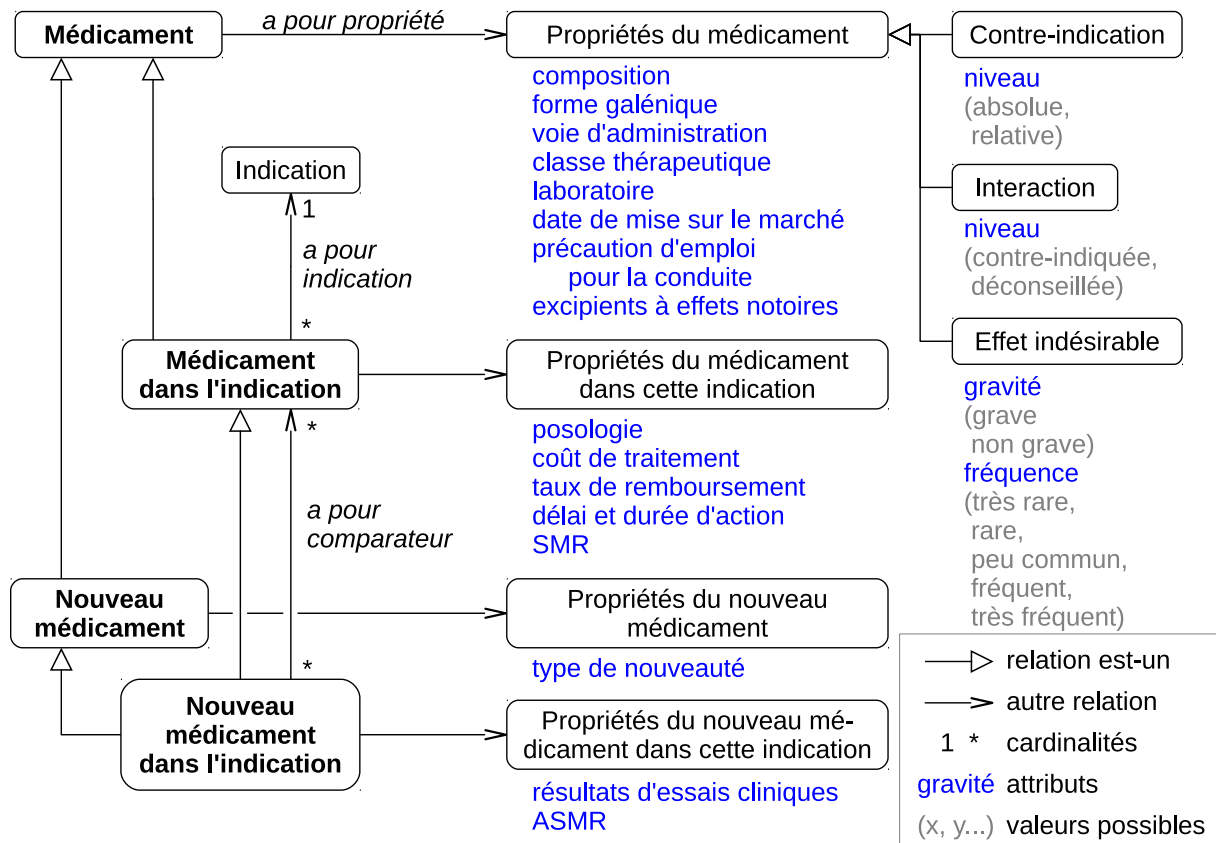 Médicament
a pour propriété
Propriétés du médicament
composition
forme galénique
voie d'administration
classe thérapeutique
laboratoire
date de mise sur le marché
précaution d'emploi
pour la conduite
excipients à effets notoires
Contre-indication
niveau
(absolue,
relative)
Interaction
niveau
(contre-indiquée,
déconseillée)
Effet indésirable
gravité
(grave
non grave)
fréquence
(très rare,
rare,
peu commun,
fréquent,
très fréquent)
Indication
1
a pour
indication
*
Médicament
dans l'indication
Propriétés du médicament
dans cette indication
posologie
coût de traitement
taux de remboursement
délai et durée d'action
SMR
*
a pour
comparateur
*
Nouveau
médicament
Propriétés du nouveau
médicament
type de nouveauté
Nouveau
médicament
dans l'indication
Propriétés du nouveau mé-
dicament dans cette indication
résultats d'essais cliniques
ASMR
relation est-un
autre relation
1 * cardinalités
gravité attributs
(x, y...) valeurs possibles